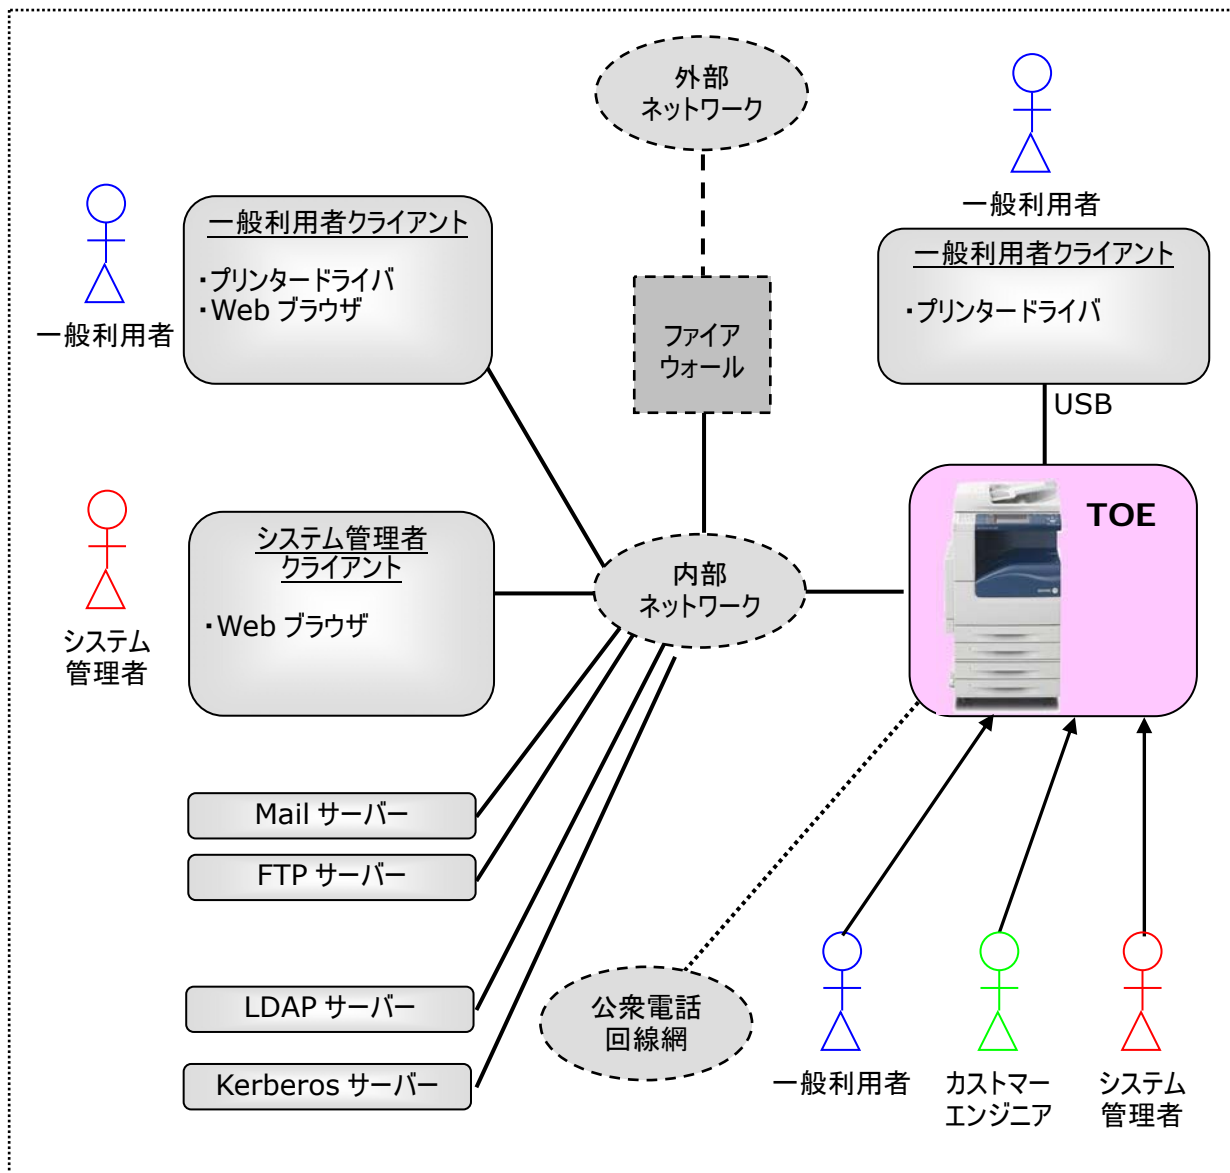 外部
ネットワーク
一般利用者
一般利用者クライアント
・プリンタードライバ
・Web ブラウザ
一般利用者
一般利用者クライアント
・プリンタードライバ
ファイア
ウォール
USB
TOE
システム管理者
クライアント
・Web ブラウザ
システム
管理者
内部
ネットワーク
Mail サーバー
FTP サーバー
LDAP サーバー
Kerberos サーバー
公衆電話
回線網
一般利用者
カストマー
エンジニア
システム
管理者